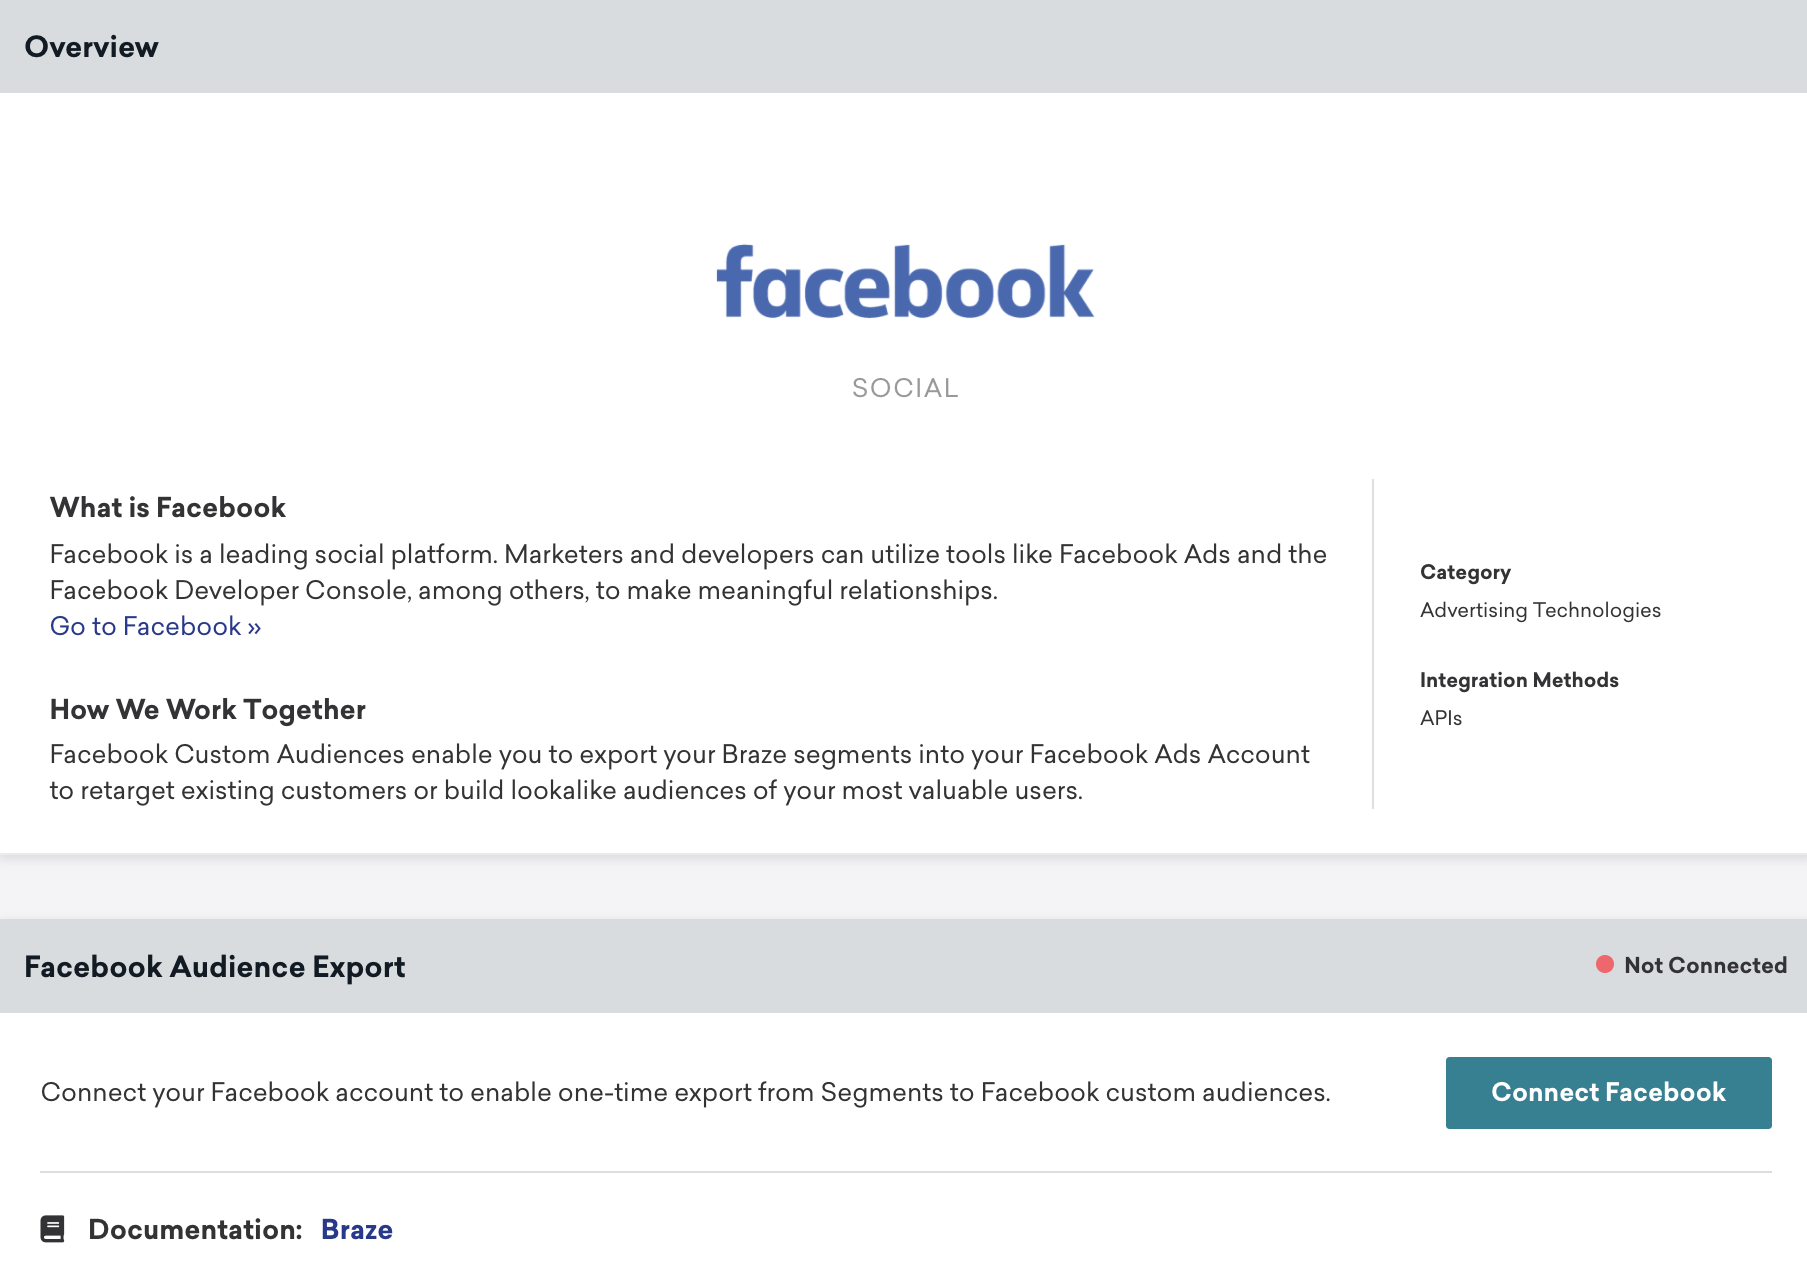 Overview
facebook
SOCIAL
What is Facebook
Facebook is a leading social platform. Marketers and developers can utilize tools like Facebook Ads and the
Facebook Developer Console, among others, to make meaningful relationships.
Go to Facebook »
How We Work Together
Facebook Custom Audiences enable you to export your Braze segments into your Facebook Ads Account
to retarget existing customers or build lookalike audiences of your most valuable users.
Category
Advertising Technologies
Integration Methods
APIs
Facebook Audience Export
Not Connected
Connect your Facebook account to enable one-time export from Segments to Facebook custom audiences.
Connect Facebook
Documentation: Braze